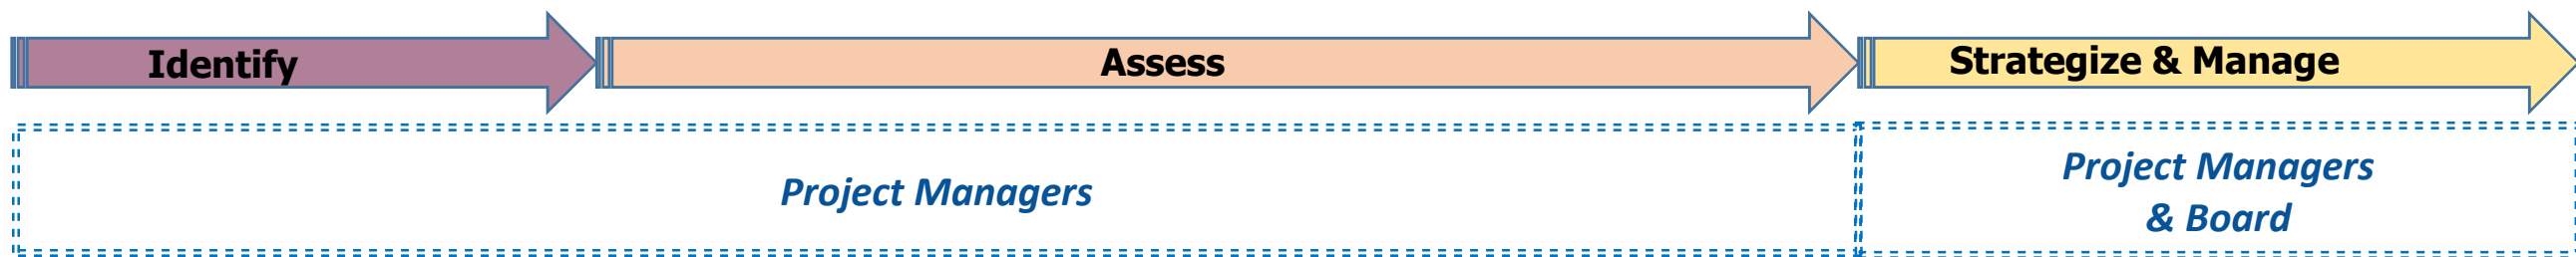 Identify
Assess
Strategize & Manage
Project Managers
Project Managers
& Board